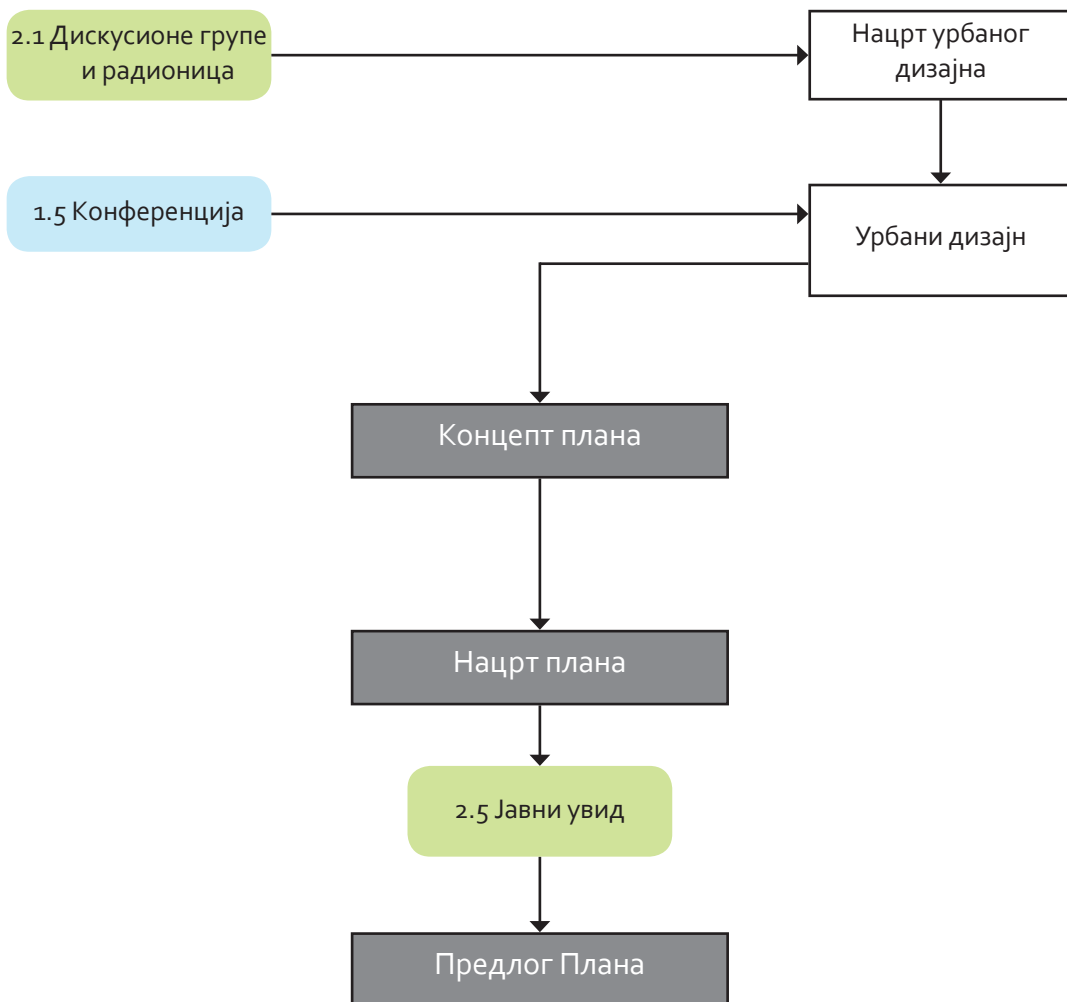 2.1 Дискусионе групе
и радионица
Нацрт урбаног
дизајна
1.5 Конференција
Урбани дизајн
Концепт плана
Нацрт плана
2.5 Јавни увид
Предлог Плана